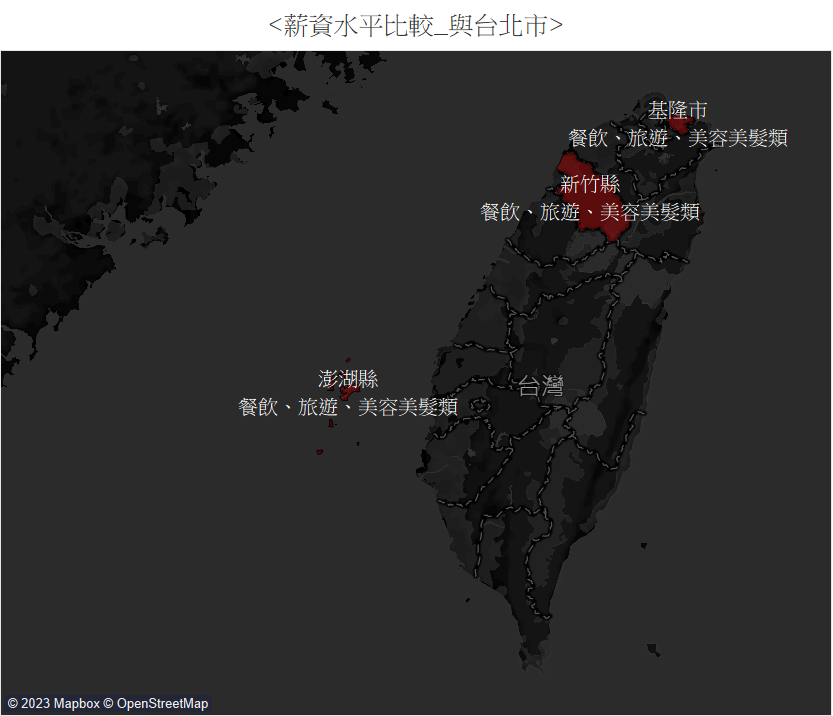 <薪資水平比較_與台北市>
基隆市
餐飲、旅遊、美容美髮類
新竹縣
餐飲、旅遊、美容美髮類
澎湖縣
餐飲、旅遊、美容美髮類
台灣
© 2023 Mapbox © OpenStreetMap